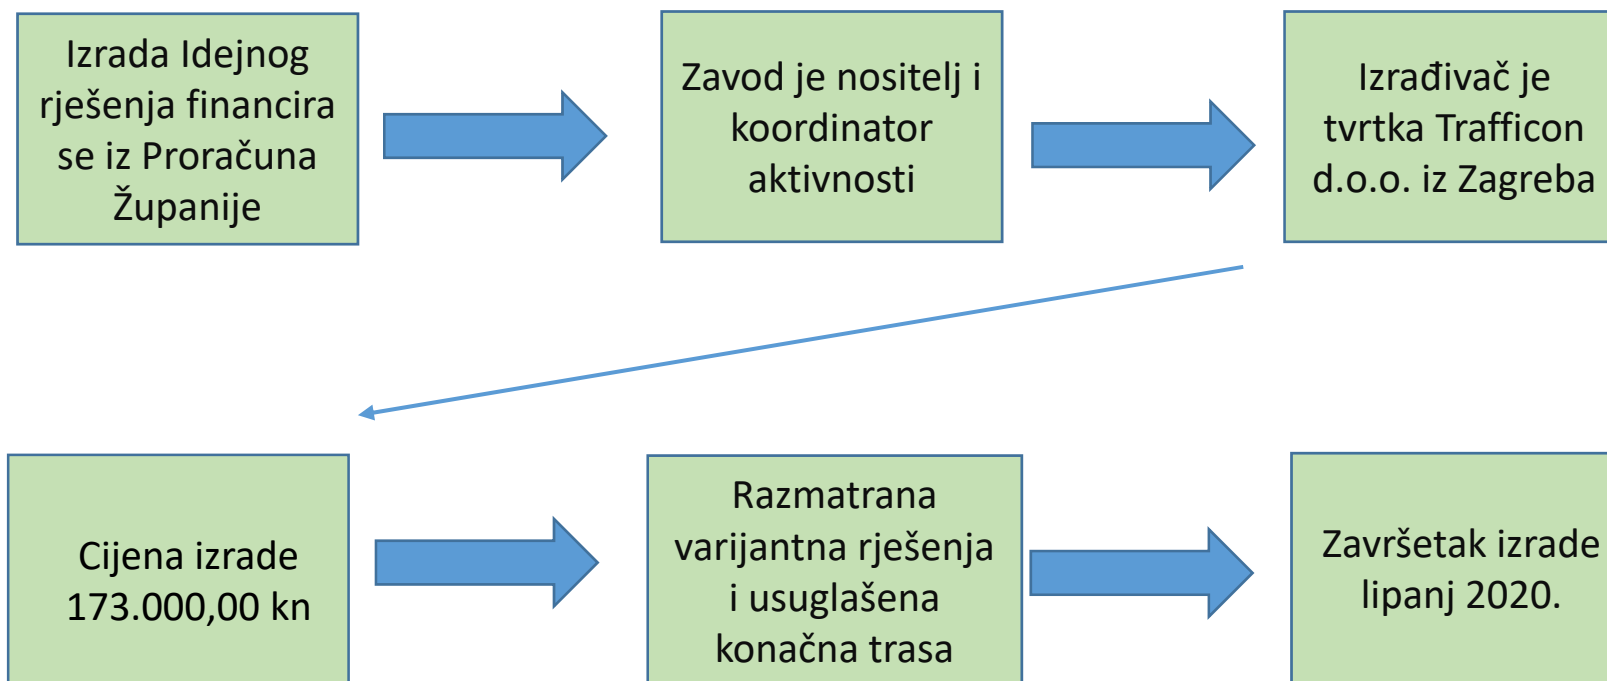 Izrada Idejnog
rješenja financira
se iz Proračuna
Županije
Zavod je nositelj i
koordinator
aktivnosti
Izrađivač je
tvrtka Trafficon
d.o.o. iz Zagreba
Cijena izrade
173.000,00 kn
Razmatrana
varijantna rješenja
i usuglašena
konačna trasa
Završetak izrade
lipanj 2020.